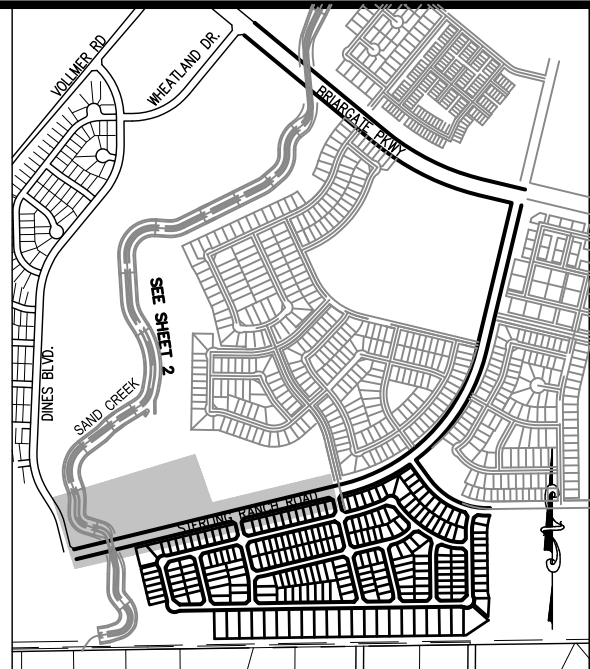 VOLLMER RD
WHEATLAND DR.
BRIARGATE PKWY
SEE SHEET 2
DINES BLVD.
SAND CREEK
STERLING RANCH ROAD